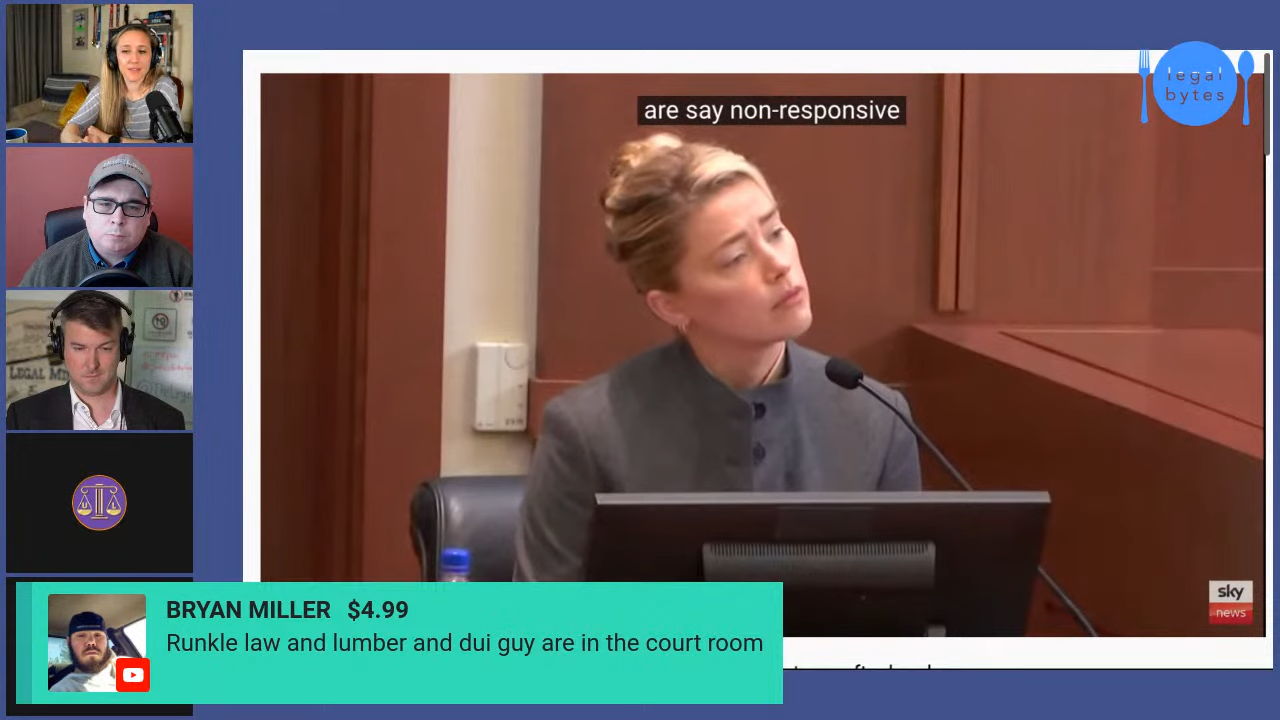 are say non-responsive
legal
bytes
LEGAL MI
sky
news
BRYAN MILLER $4.99
Runkle law and lumber and dui guy are in the court room